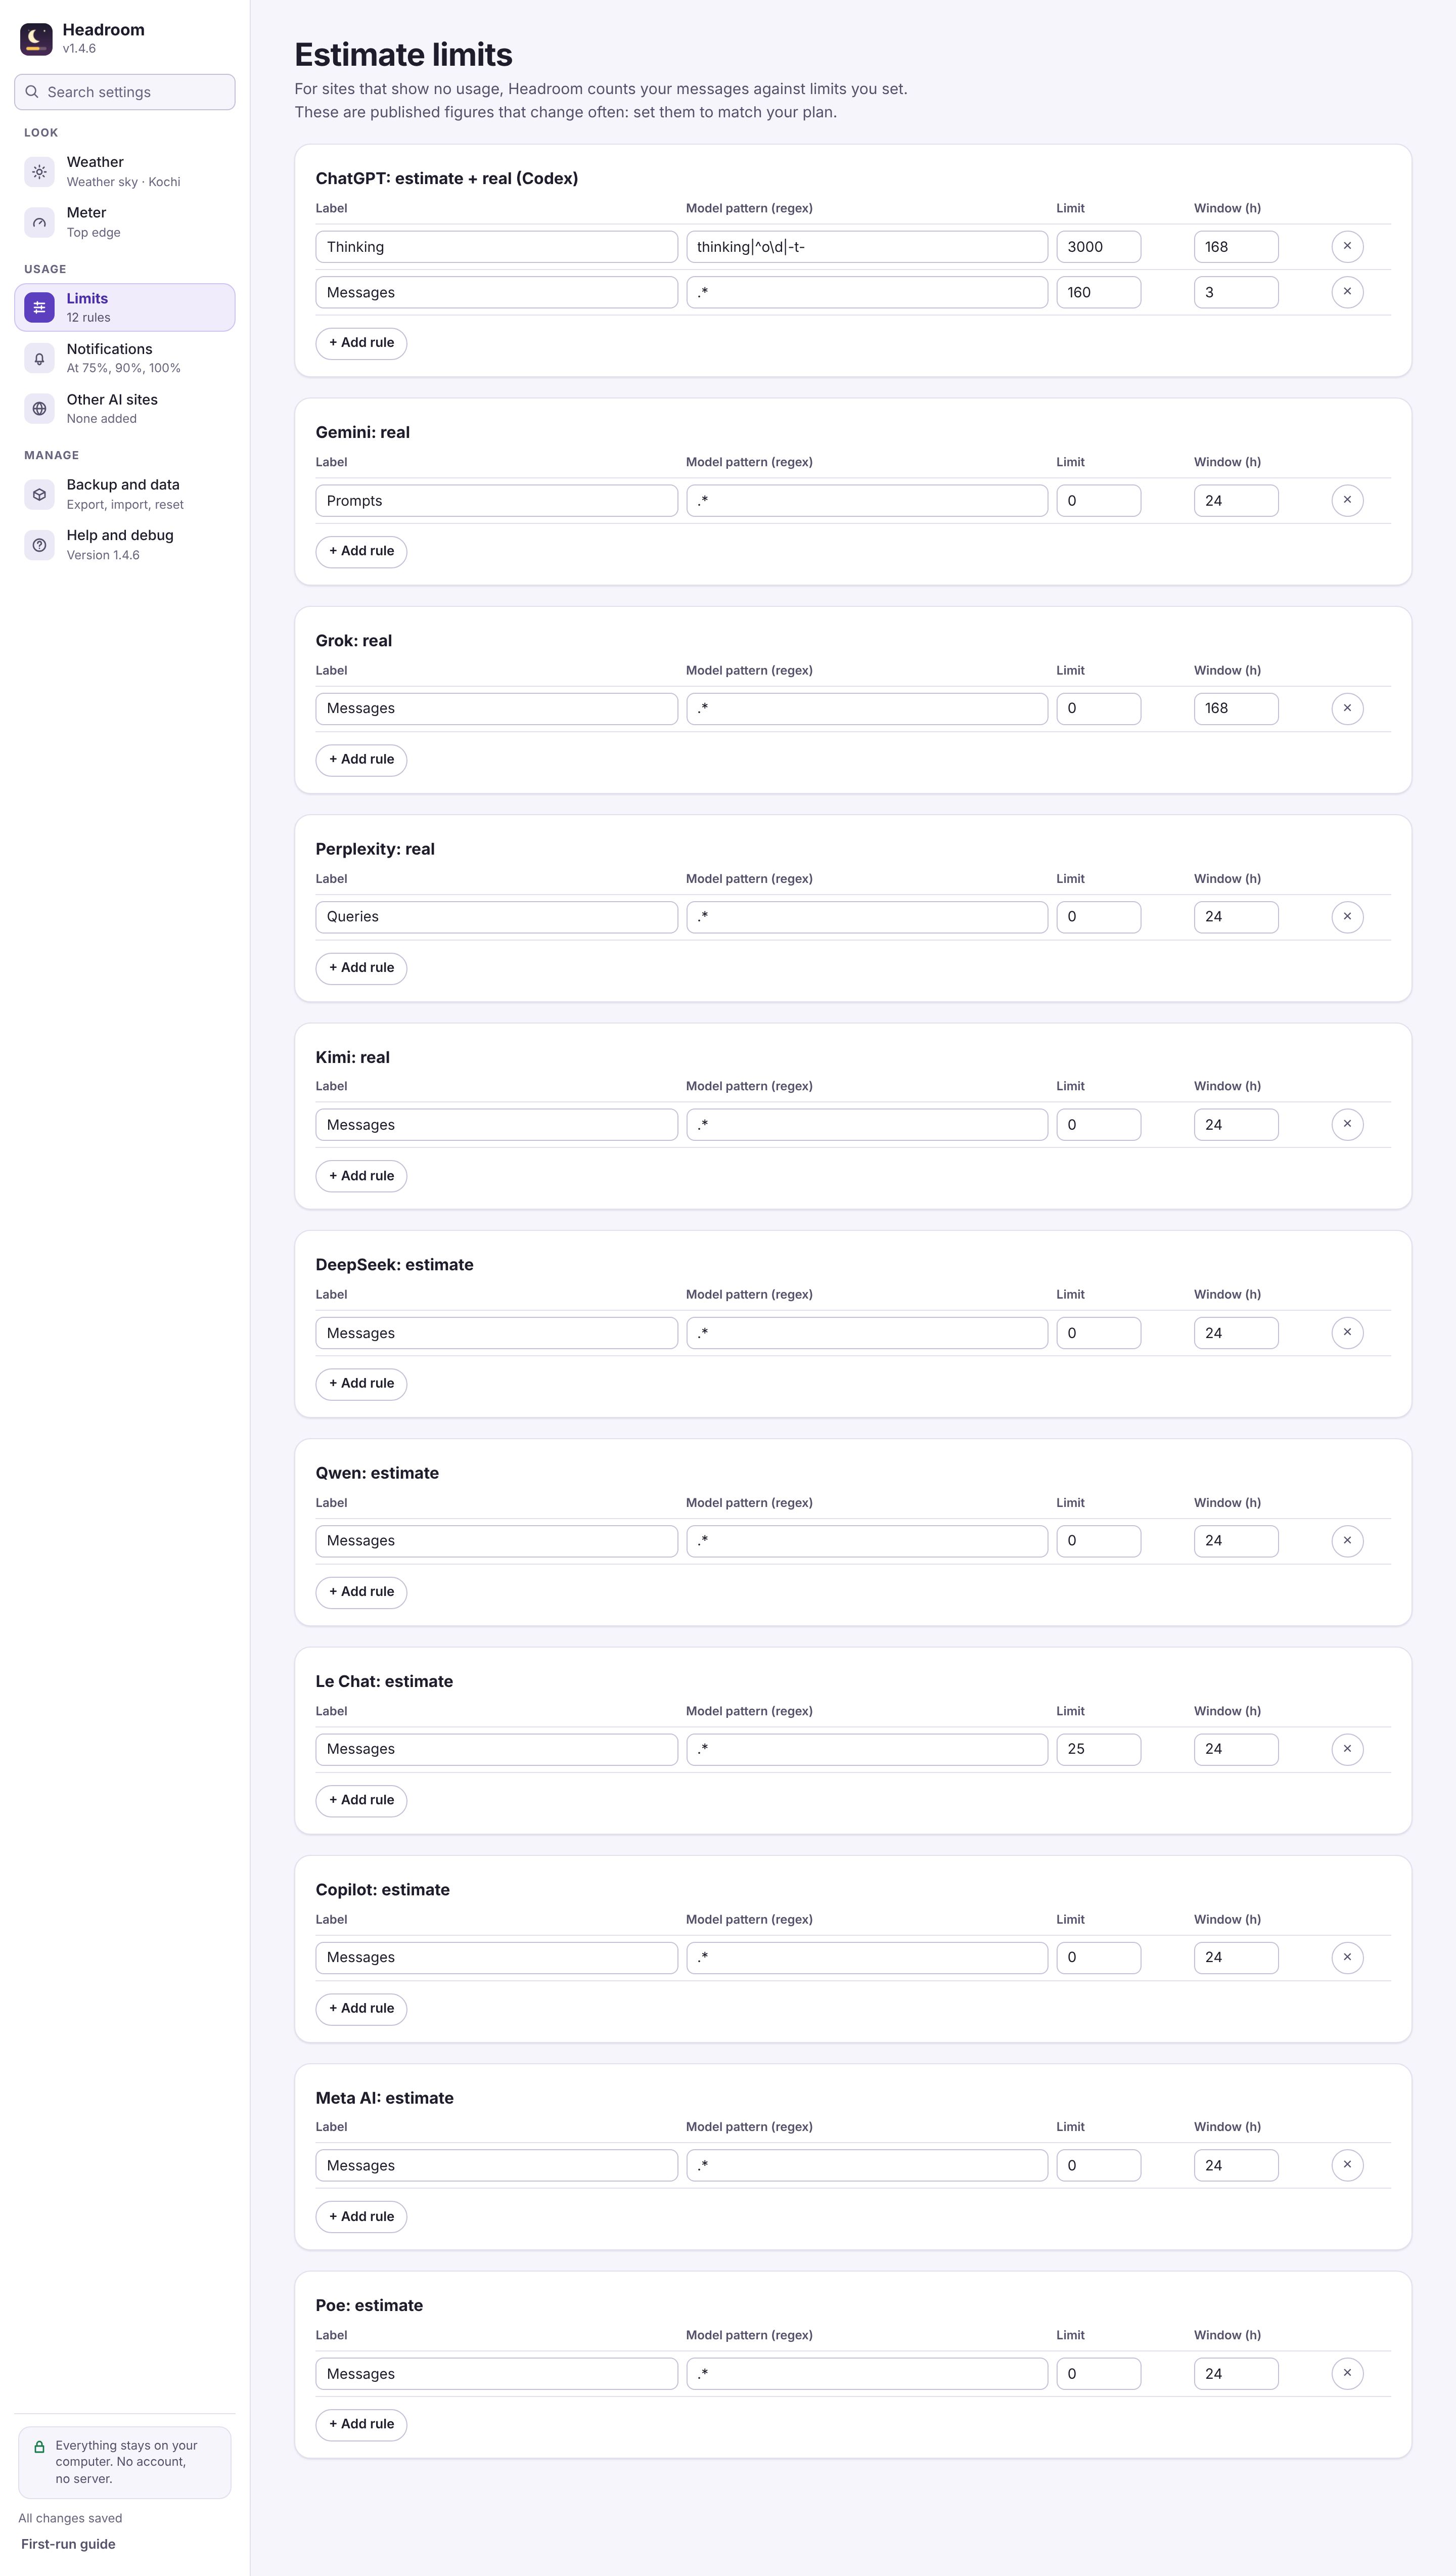 Headroom
v1.4.6
Search settings
LOOK
Weather
Weather sky · Kochi
Meter
Top edge
USAGE
Limits
12 rules
Notifications
At 75%, 90%, 100%
Other AI sites
None added
MANAGE
Backup and data
Export, import, reset
Help and debug
Version 1.4.6
Everything stays on your
computer. No account,
no server.
All changes saved
First-run guide
Estimate limits
For sites that show no usage, Headroom counts your messages against limits you set.
These are published figures that change often: set them to match your plan.
ChatGPT: estimate + real (Codex)
Label Model pattern (regex) Limit Window (h)
Thinking thinking|^o\d|-t- 3000 168 ×
Messages .* 160 3 ×
+ Add rule
Gemini: real
Label Model pattern (regex) Limit Window (h)
Prompts .* 0 24 ×
+ Add rule
Grok: real
Label Model pattern (regex) Limit Window (h)
Messages .* 0 168 ×
+ Add rule
Perplexity: real
Label Model pattern (regex) Limit Window (h)
Queries .* 0 24 ×
+ Add rule
Kimi: real
Label Model pattern (regex) Limit Window (h)
Messages .* 0 24 ×
+ Add rule
DeepSeek: estimate
Label Model pattern (regex) Limit Window (h)
Messages .* 0 24 ×
+ Add rule
Qwen: estimate
Label Model pattern (regex) Limit Window (h)
Messages .* 0 24 ×
+ Add rule
Le Chat: estimate
Label Model pattern (regex) Limit Window (h)
Messages .* 25 24 ×
+ Add rule
Copilot: estimate
Label Model pattern (regex) Limit Window (h)
Messages .* 0 24 ×
+ Add rule
Meta AI: estimate
Label Model pattern (regex) Limit Window (h)
Messages .* 0 24 ×
+ Add rule
Poe: estimate
Label Model pattern (regex) Limit Window (h)
Messages .* 0 24 ×
+ Add rule